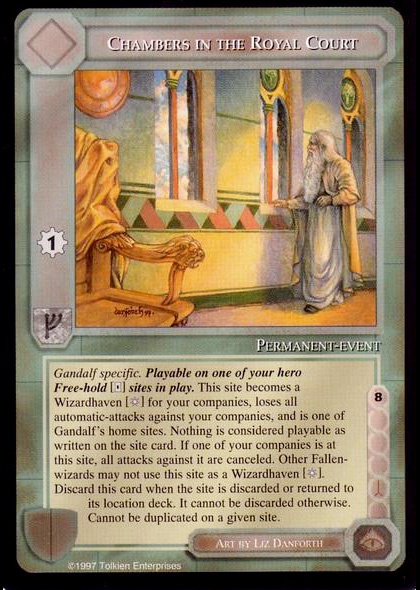 CHAMBERS IN THE ROYAL COURT
1
PERMANENT-EVENT
Gandalf specific. Playable on one of your hero
Free-hold [•] sites in play. This site becomes a
Wizardhaven [☼] for your companies, loses all
automatic-attacks against your companies, and is one of
Gandalf's home sites. Nothing is considered playable as
written on the site card. If one of your companies is at
this site, all attacks against it are canceled. Other Fallen-
wizards may not use this site as a Wizardhaven [☼].
Discard this card when the site is discarded or returned to
its location deck. It cannot be discarded otherwise.
Cannot be duplicated on a given site.
8
ART BY LIZ DANFORTH
©1997 Tolkien Enterprises